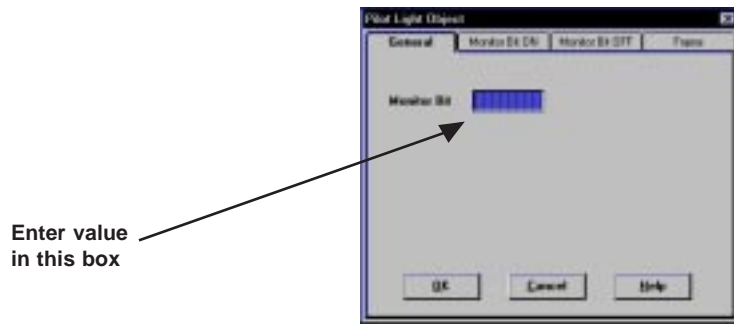 Pilot Light Object
General Monitor Bit ON Monitor Bit OFF Frame
Monitor Bit
Enter value
in this box
OK Cancel Help